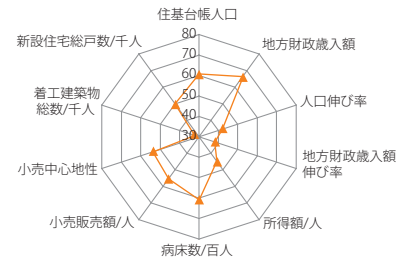 住基台帳人口
新設住宅総戸数/千人
地方財政歳入額
80
70
60
50
40
30
着工建築物
総数/千人
人口伸び率
小売中心地性
地方財政歳入額
伸び率
小売販売額/人
所得額/人
病床数/百人